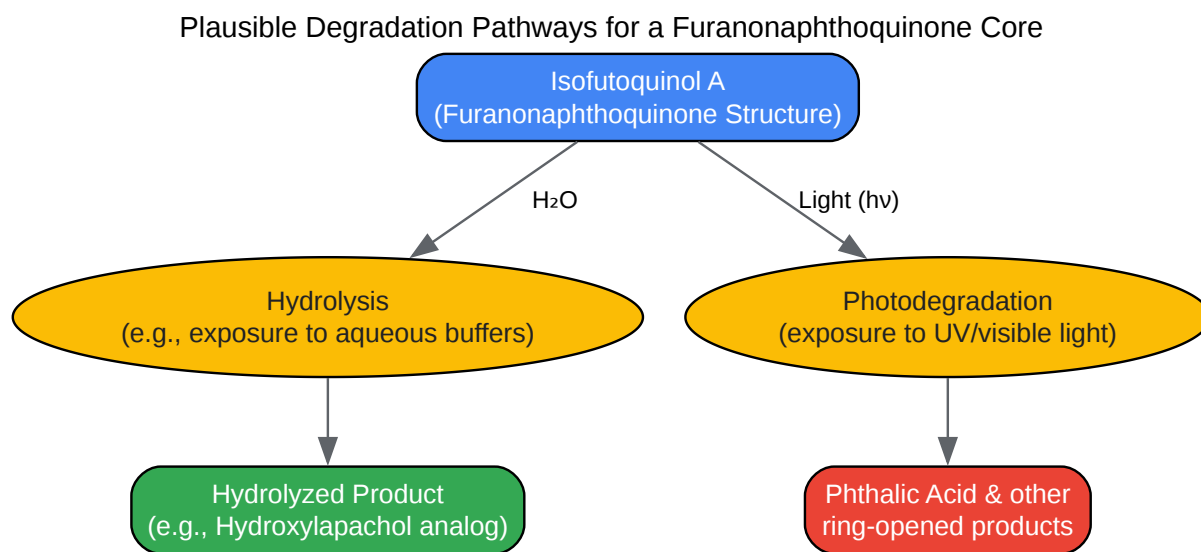 Plausible Degradation Pathways for a Furanonaphthoquinone Core
Isofutoquinol A
(Furanonaphthoquinone Structure)
H₂O
Light (hν)
Hydrolysis
(e.g., exposure to aqueous buffers)
Photodegradation
(exposure to UV/visible light)
Hydrolyzed Product
(e.g., Hydroxylapachol analog)
Phthalic Acid & other
ring-opened products